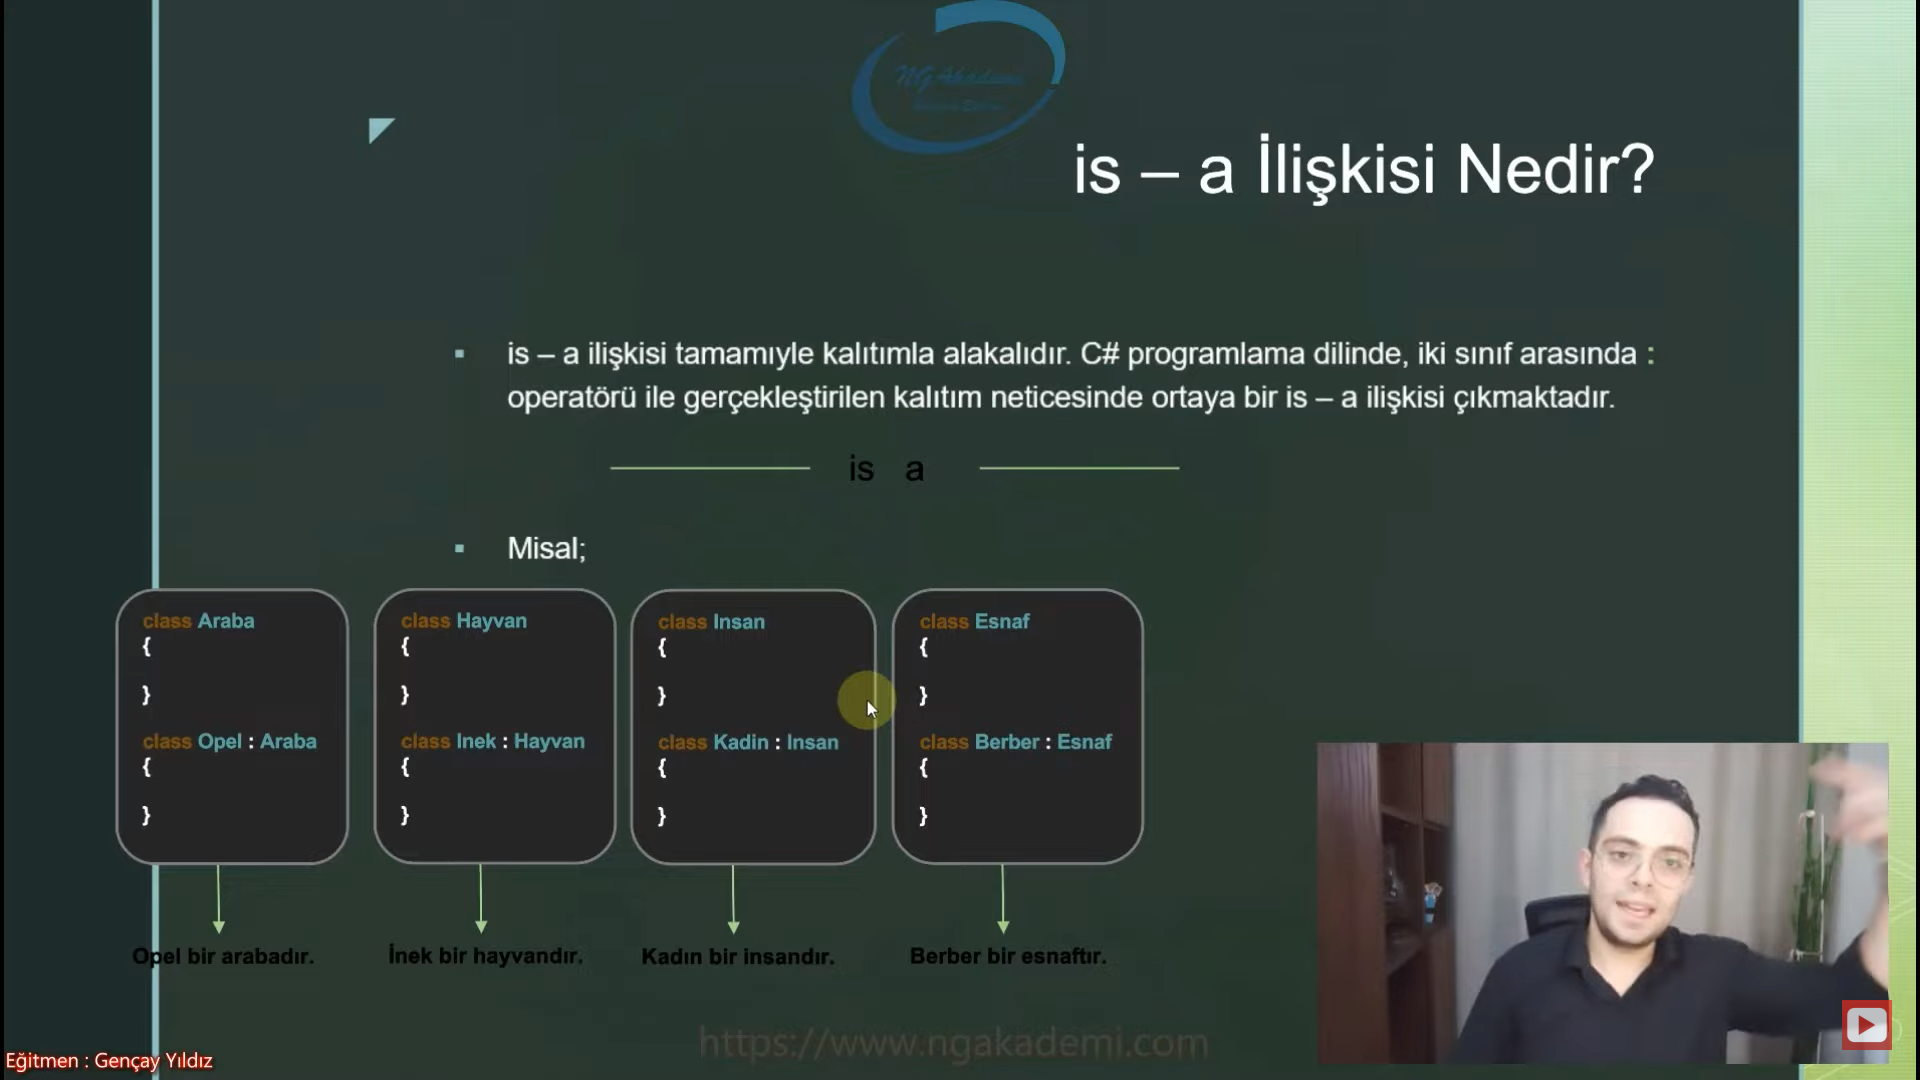 NG Akademi
is – a İlişkisi Nedir?
is – a ilişkisi tamamıyle kalıtımla alakalıdır. C# programlama dilinde, iki sınıf arasında :
operatörü ile gerçekleştirilen kalıtım neticesinde ortaya bir is – a ilişkisi çıkmaktadır.
is a
Misal;
class Araba
{
}
class Opel : Araba
{
}
Opel bir arabadır.
class Hayvan
{
}
class Inek : Hayvan
{
}
İnek bir hayvandır.
class Insan
{
}
class Kadin : Insan
{
}
Kadın bir insandır.
class Esnaf
{
}
class Berber : Esnaf
{
}
Berber bir esnaftır.
https://www.ngakademi.com
Eğitmen : Gençay Yıldız